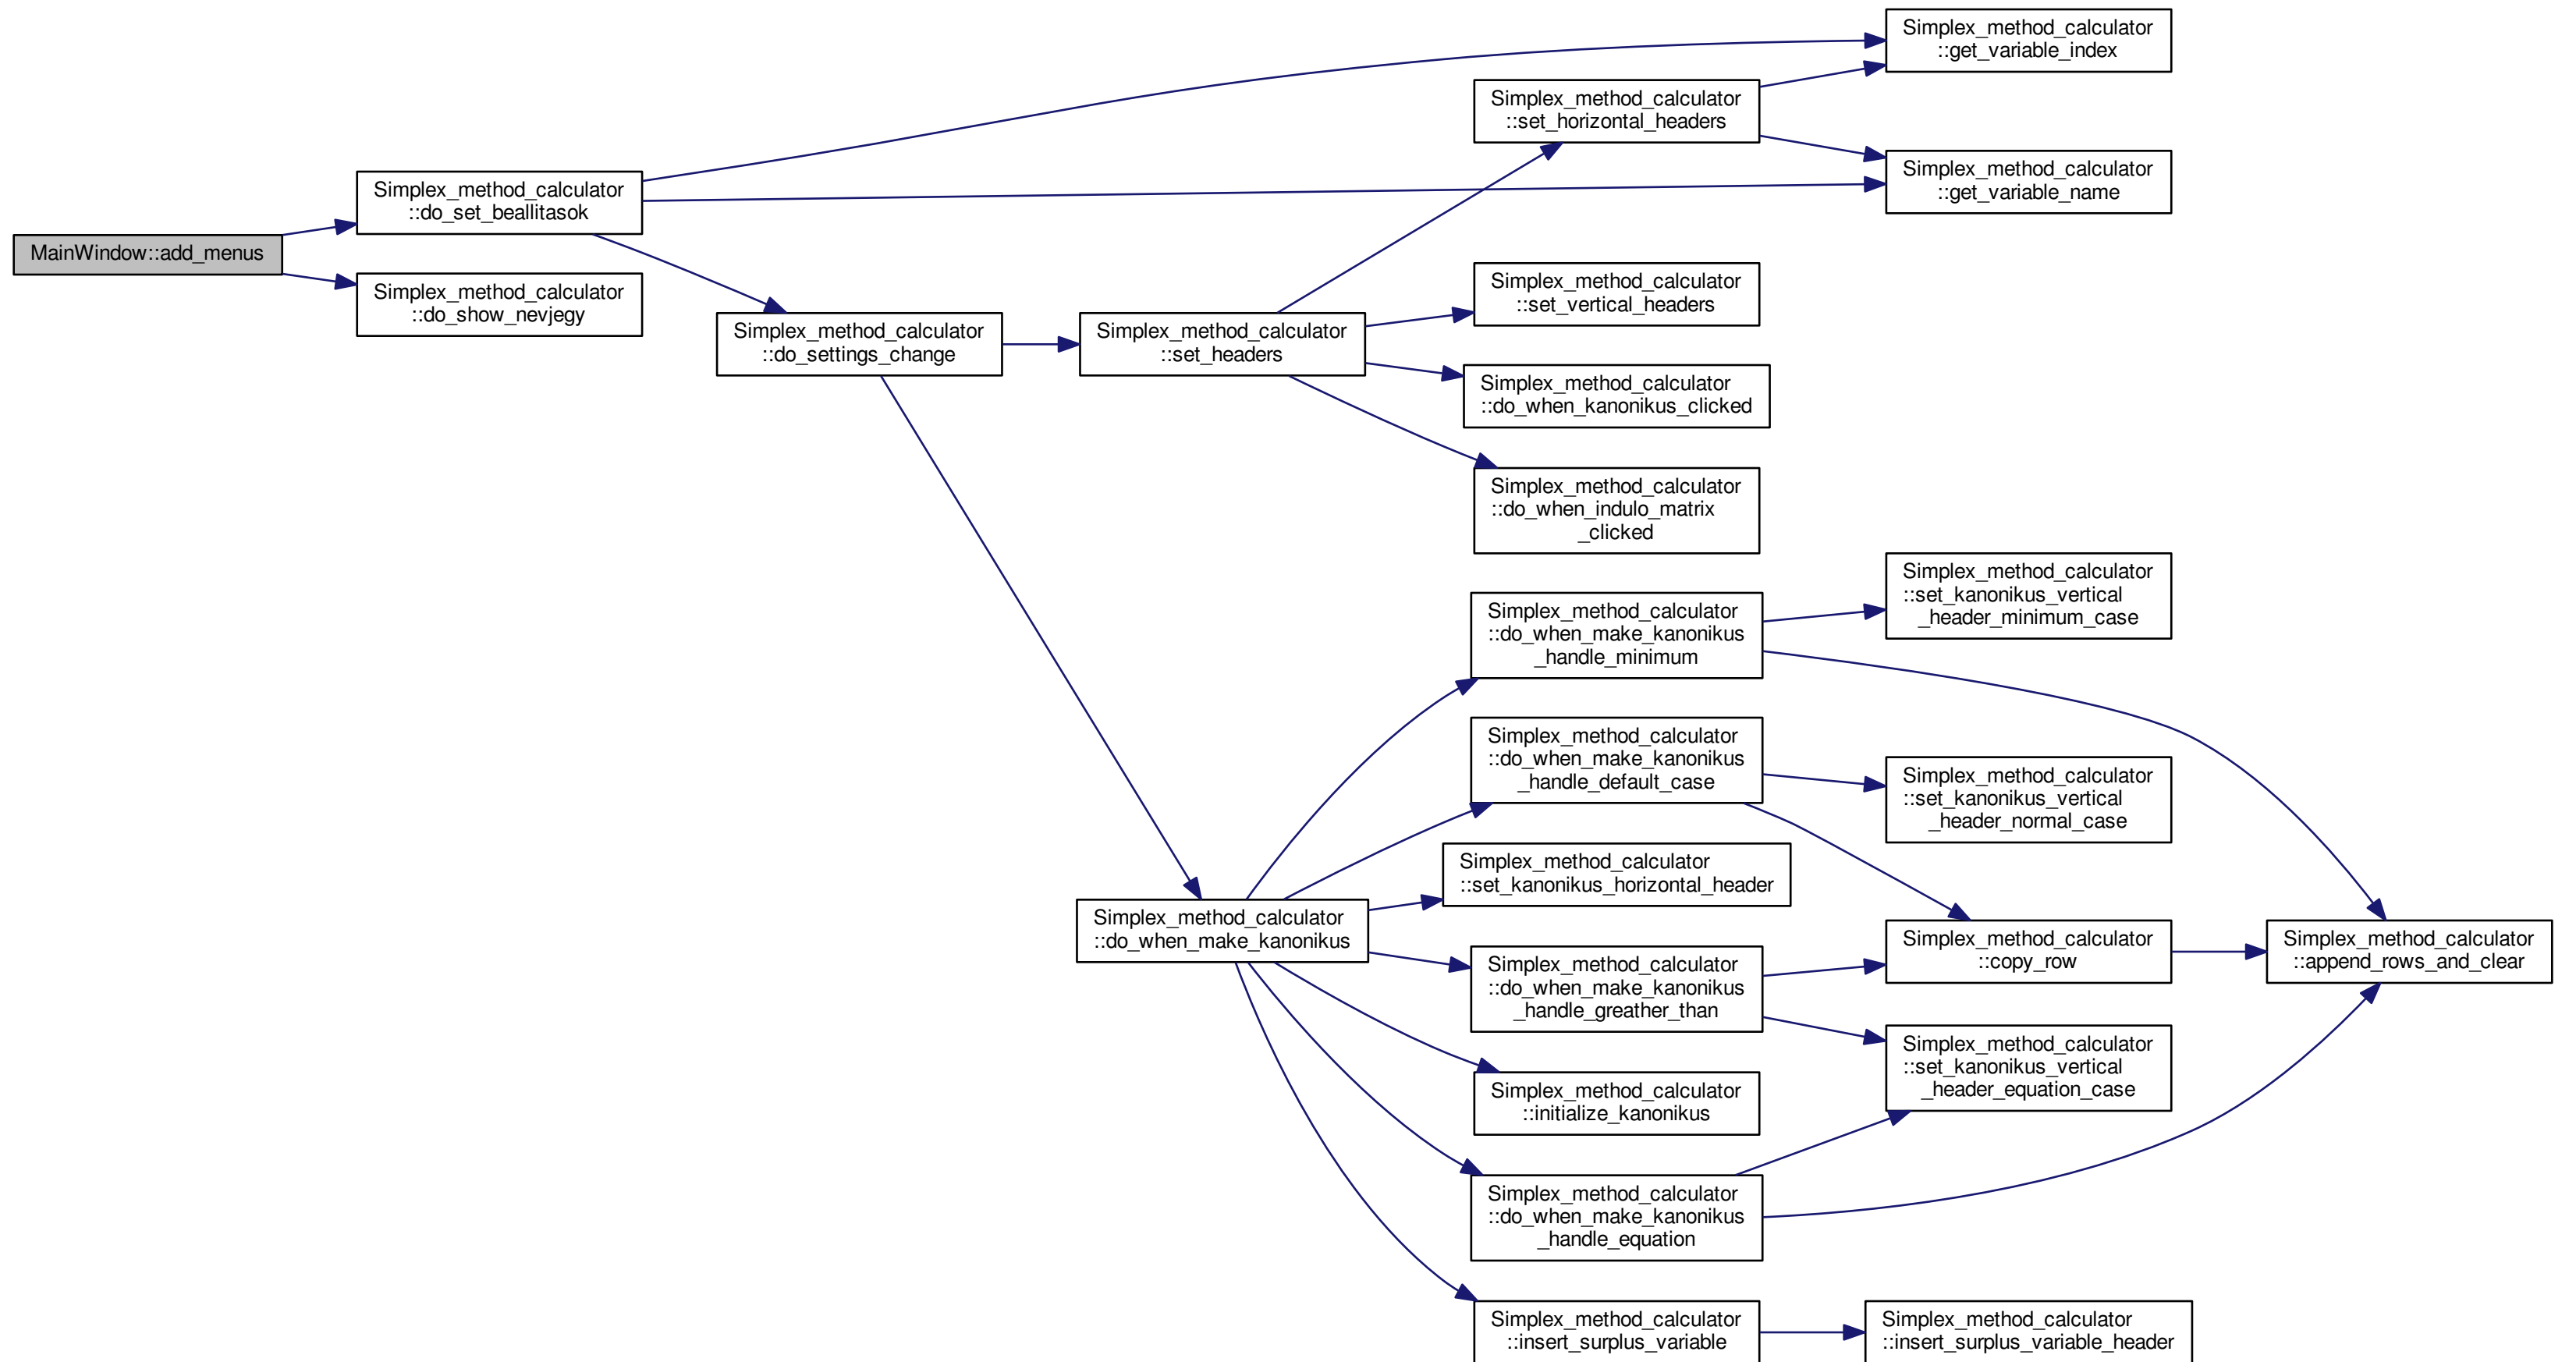 Simplex_method_calculator
::get_variable_index
Simplex_method_calculator
::set_horizontal_headers
Simplex_method_calculator
::get_variable_name
Simplex_method_calculator
::do_set_beallitasok
MainWindow::add_menus
Simplex_method_calculator
::do_show_nevjegy
Simplex_method_calculator
::set_vertical_headers
Simplex_method_calculator
::do_settings_change
Simplex_method_calculator
::set_headers
Simplex_method_calculator
::do_when_kanonikus_clicked
Simplex_method_calculator
::do_when_indulo_matrix
_clicked
Simplex_method_calculator
::set_kanonikus_vertical
_header_minimum_case
Simplex_method_calculator
::do_when_make_kanonikus
_handle_minimum
Simplex_method_calculator
::do_when_make_kanonikus
_handle_default_case
Simplex_method_calculator
::set_kanonikus_vertical
_header_normal_case
Simplex_method_calculator
::set_kanonikus_horizontal_header
Simplex_method_calculator
::do_when_make_kanonikus
Simplex_method_calculator
::copy_row
Simplex_method_calculator
::append_rows_and_clear
Simplex_method_calculator
::do_when_make_kanonikus
_handle_greather_than
Simplex_method_calculator
::set_kanonikus_vertical
_header_equation_case
Simplex_method_calculator
::initialize_kanonikus
Simplex_method_calculator
::do_when_make_kanonikus
_handle_equation
Simplex_method_calculator
::insert_surplus_variable
Simplex_method_calculator
::insert_surplus_variable_header